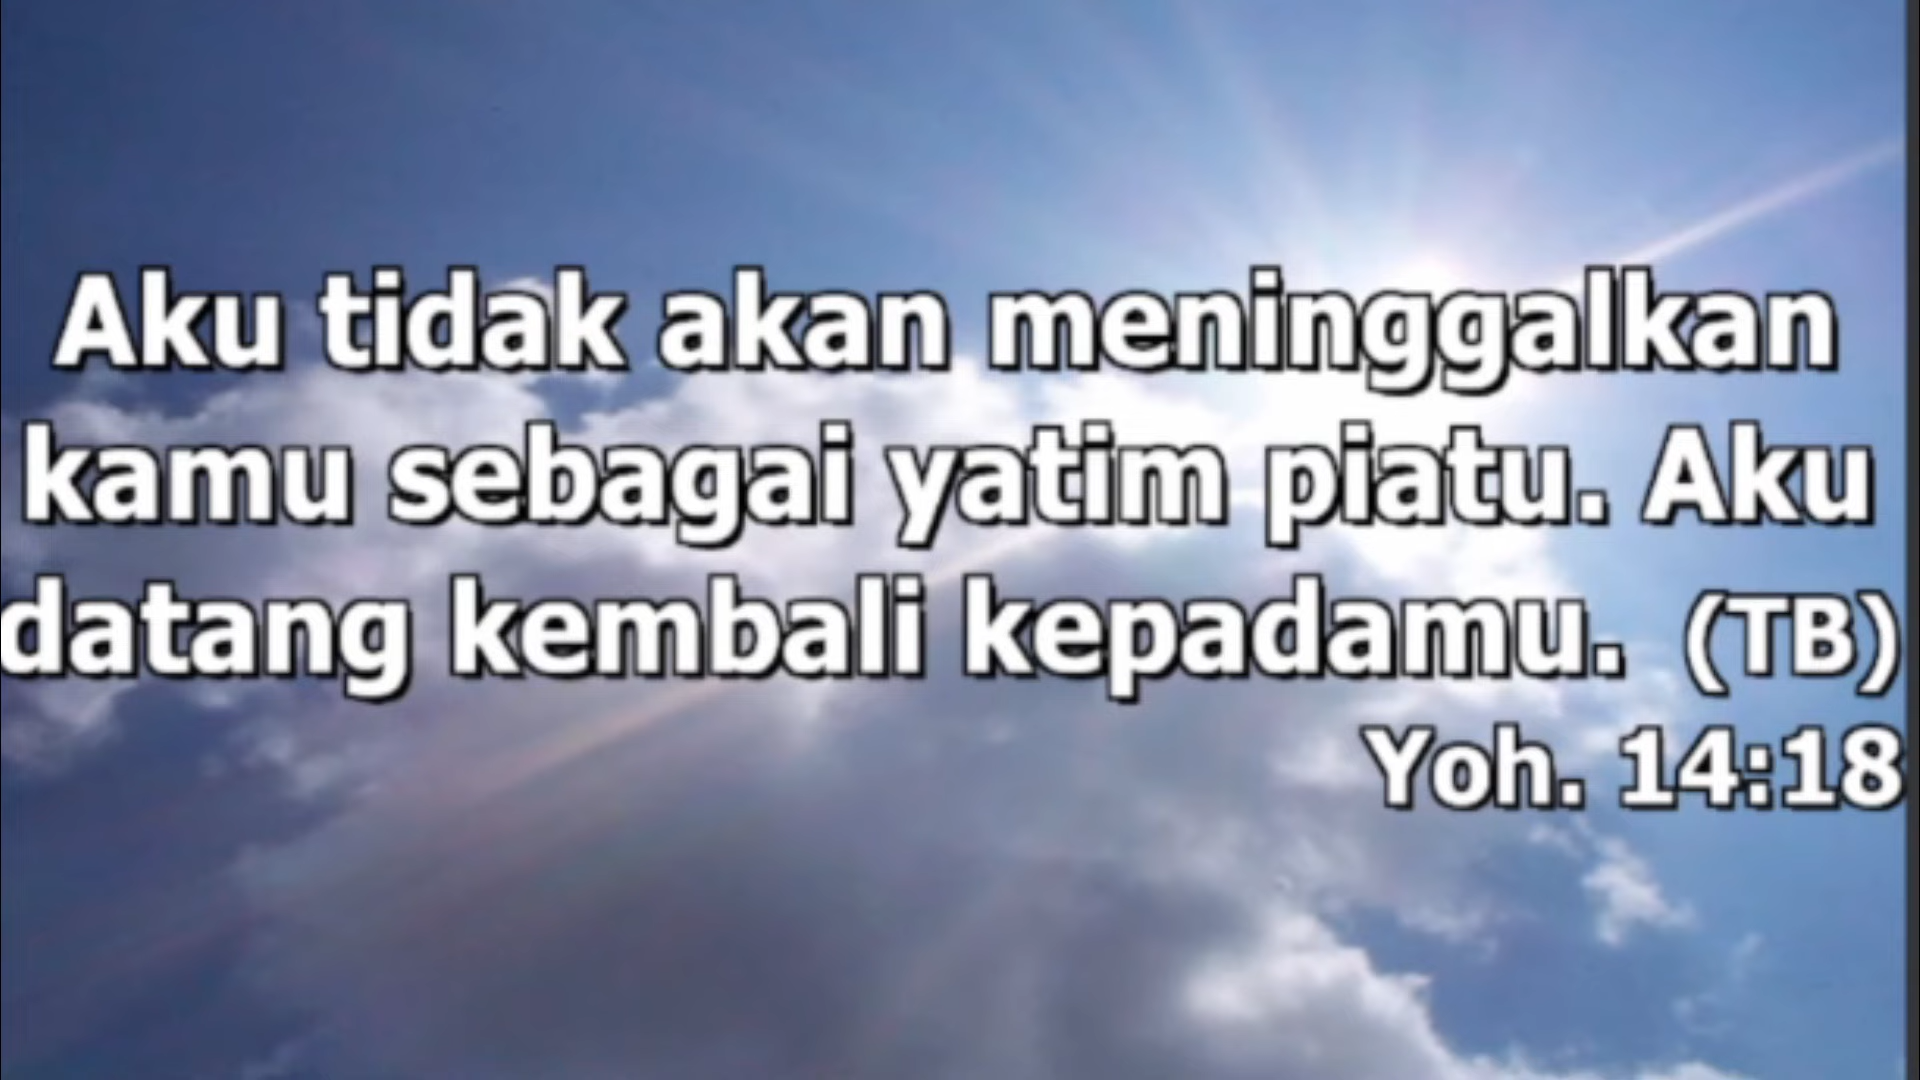 Aku tidak akan meninggalkan
kamu sebagai yatim piatu. Aku
datang kembali kepadamu. (TB)
Yoh. 14:18